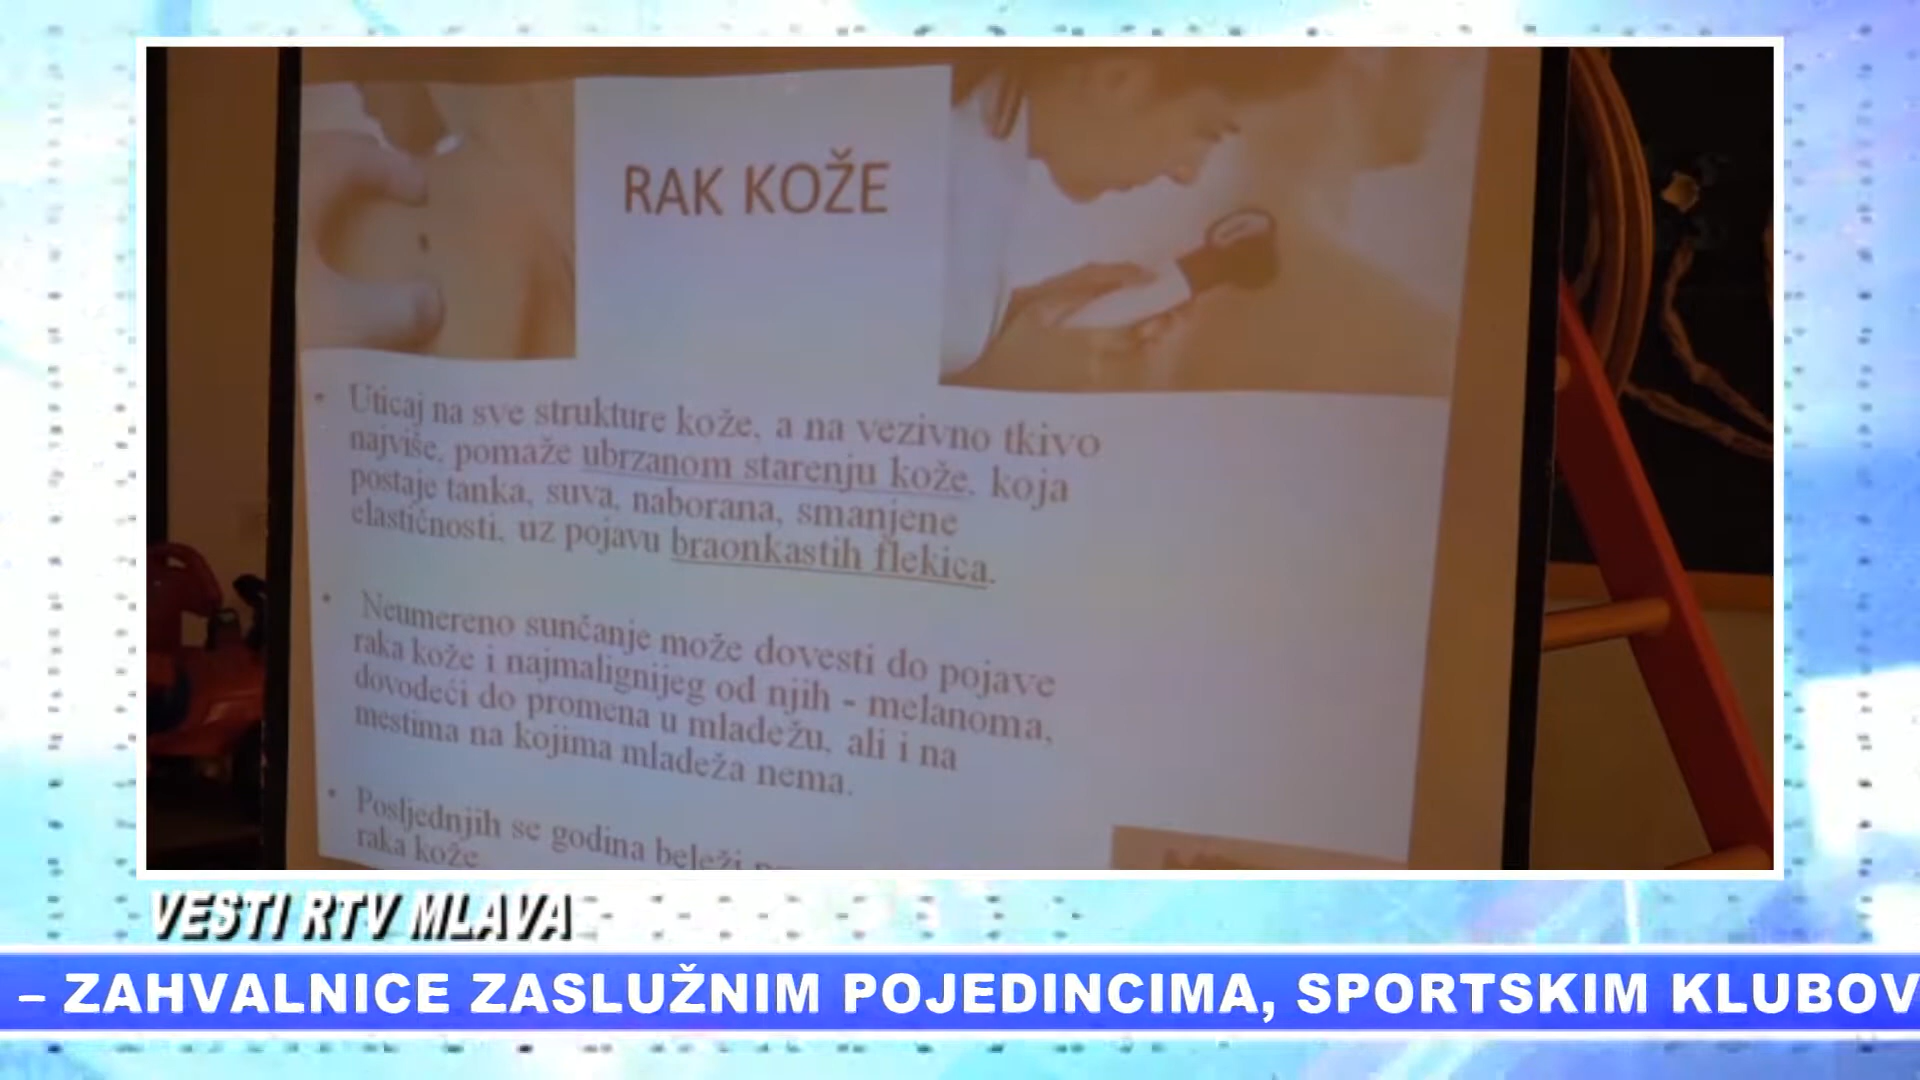 RAK KOŽE
• Uticaj na sve strukture kože, a na vezivno tkivo
najviše, pomaže ubrzanom starenju kože, koja
postaje tanka, suva, naborana, smanjene
elastičnosti, uz pojavu braonkastih flekica.
• Neumereno sunčanje može dovesti do pojave
raka kože i najmalignijeg od njih - melanoma,
dovodeći do promena u mladežu, ali i na
mestima na kojima mladeža nema.
• Posljednjih se godina beleži
raka kože
VESTI RTV MLAVA
– ZAHVALNICE ZASLUŽNIM POJEDINCIMA, SPORTSKIM KLUBOV